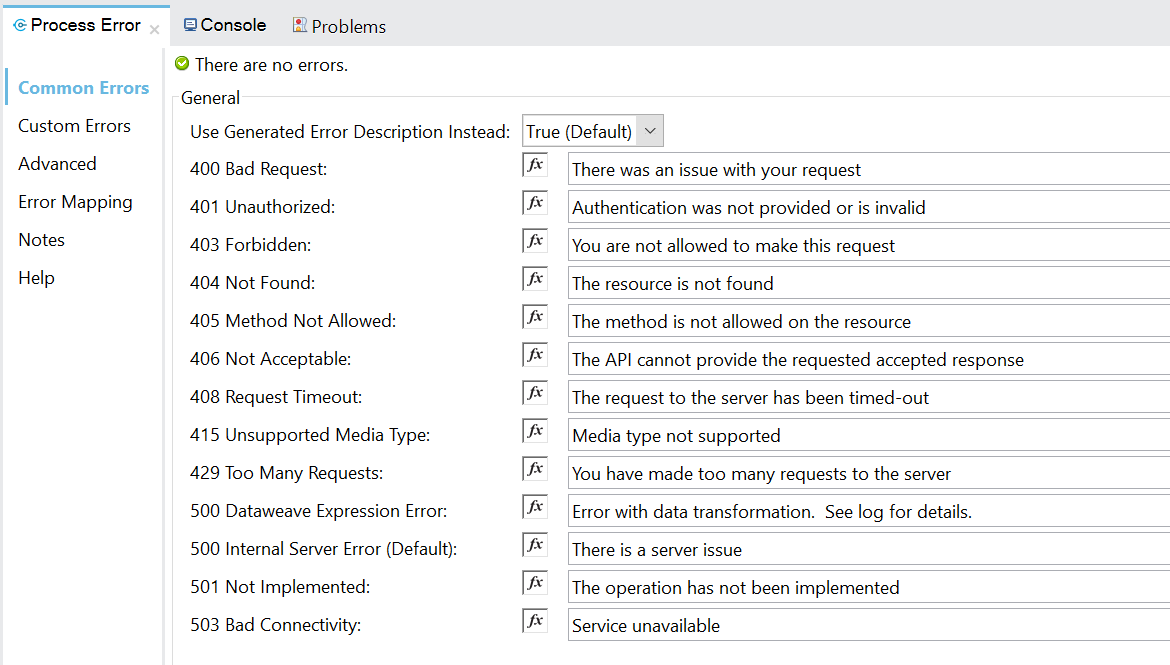 Process Error
Console
Problems
Common Errors
Custom Errors
Advanced
Error Mapping
Notes
Help
There are no errors.
General
Use Generated Error Description Instead: True (Default)
400 Bad Request: fx There was an issue with your request
401 Unauthorized: fx Authentication was not provided or is invalid
403 Forbidden: fx You are not allowed to make this request
404 Not Found: fx The resource is not found
405 Method Not Allowed: fx The method is not allowed on the resource
406 Not Acceptable: fx The API cannot provide the requested accepted response
408 Request Timeout: fx The request to the server has been timed-out
415 Unsupported Media Type: fx Media type not supported
429 Too Many Requests: fx You have made too many requests to the server
500 Dataweave Expression Error: fx Error with data transformation.  See log for details.
500 Internal Server Error (Default): fx There is a server issue
501 Not Implemented: fx The operation has not been implemented
503 Bad Connectivity: fx Service unavailable